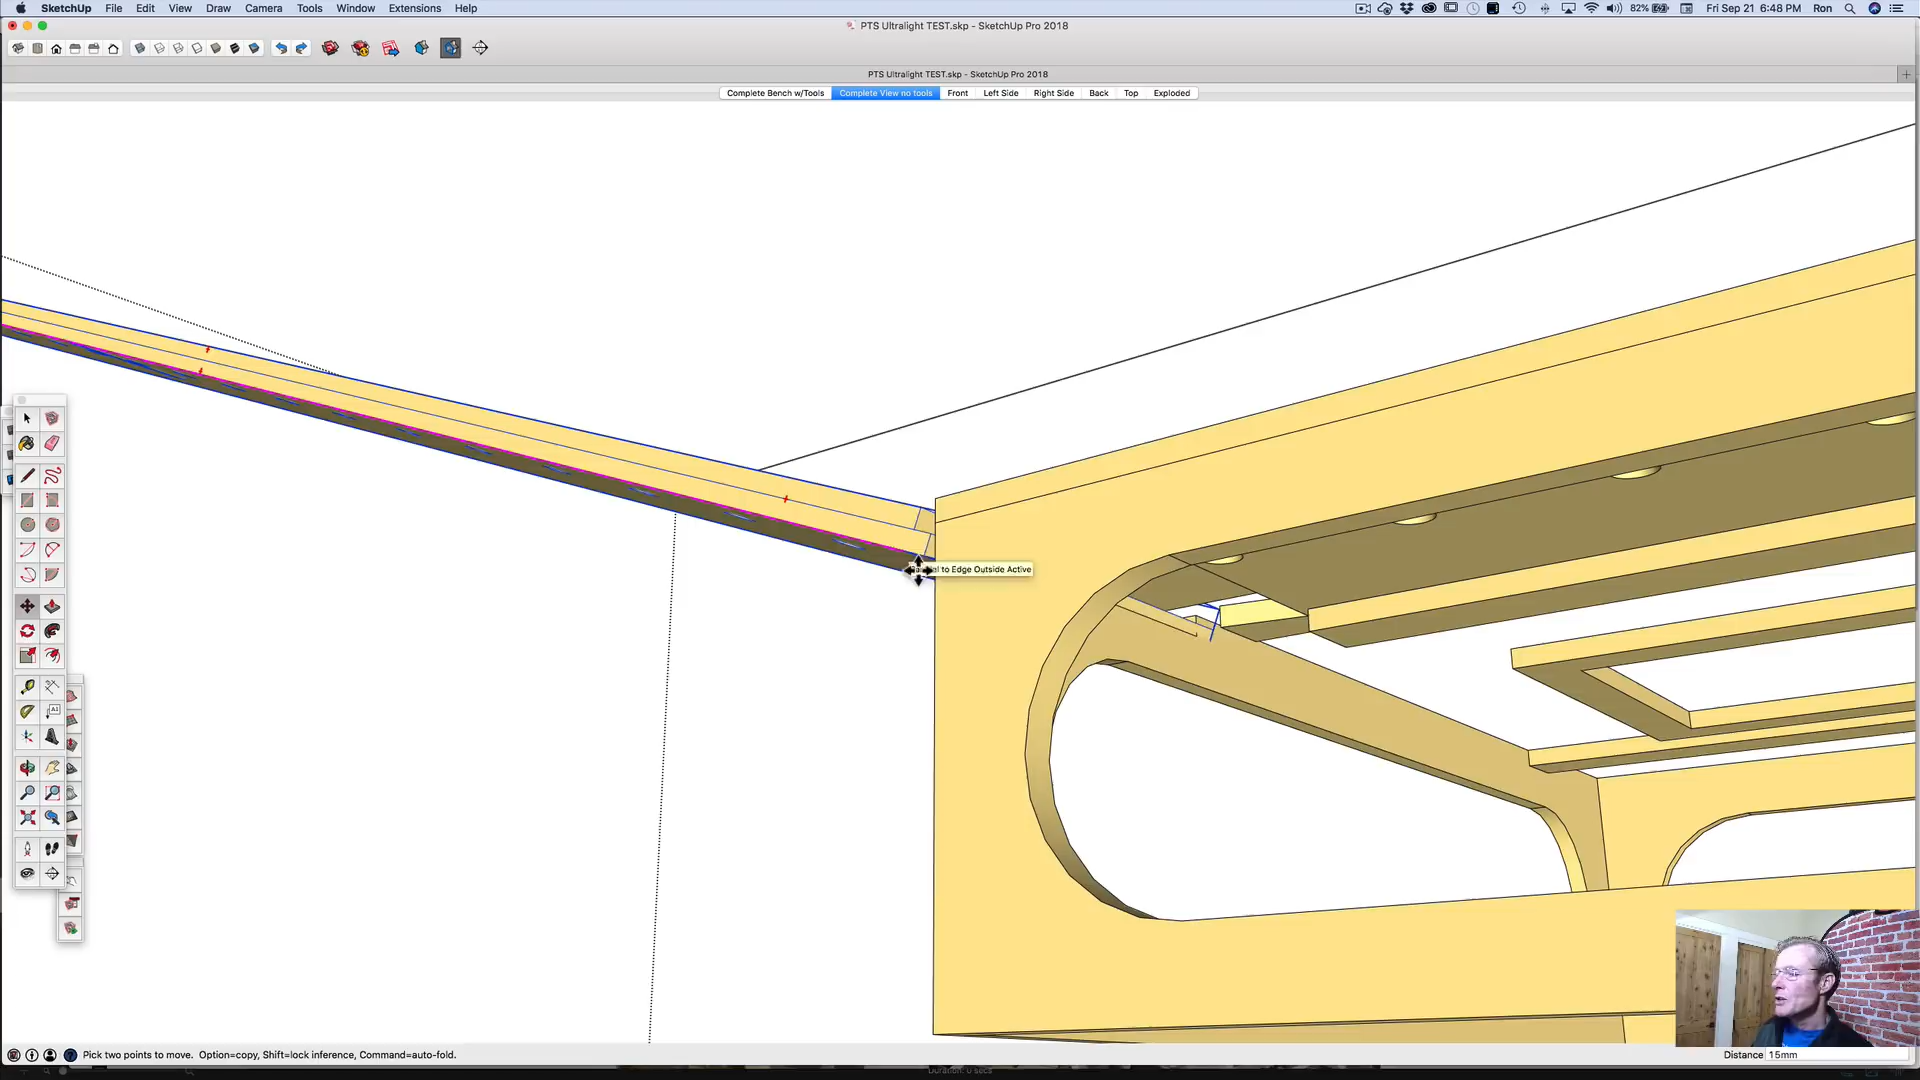 SketchUp File Edit View Draw Camera Tools Window Extensions Help 82% Fri Sep 21 6:48 PM Ron
PTS Ultralight TEST.skp - SketchUp Pro 2018
PTS Ultralight TEST.skp - SketchUp Pro 2018
Complete Bench w/Tools Complete View no tools Front Left Side Right Side Back Top Exploded
to Edge Outside Active
Pick two points to move. Option=copy, Shift=lock inference, Command=auto-fold. Distance 15mm
Duration: 0 secs